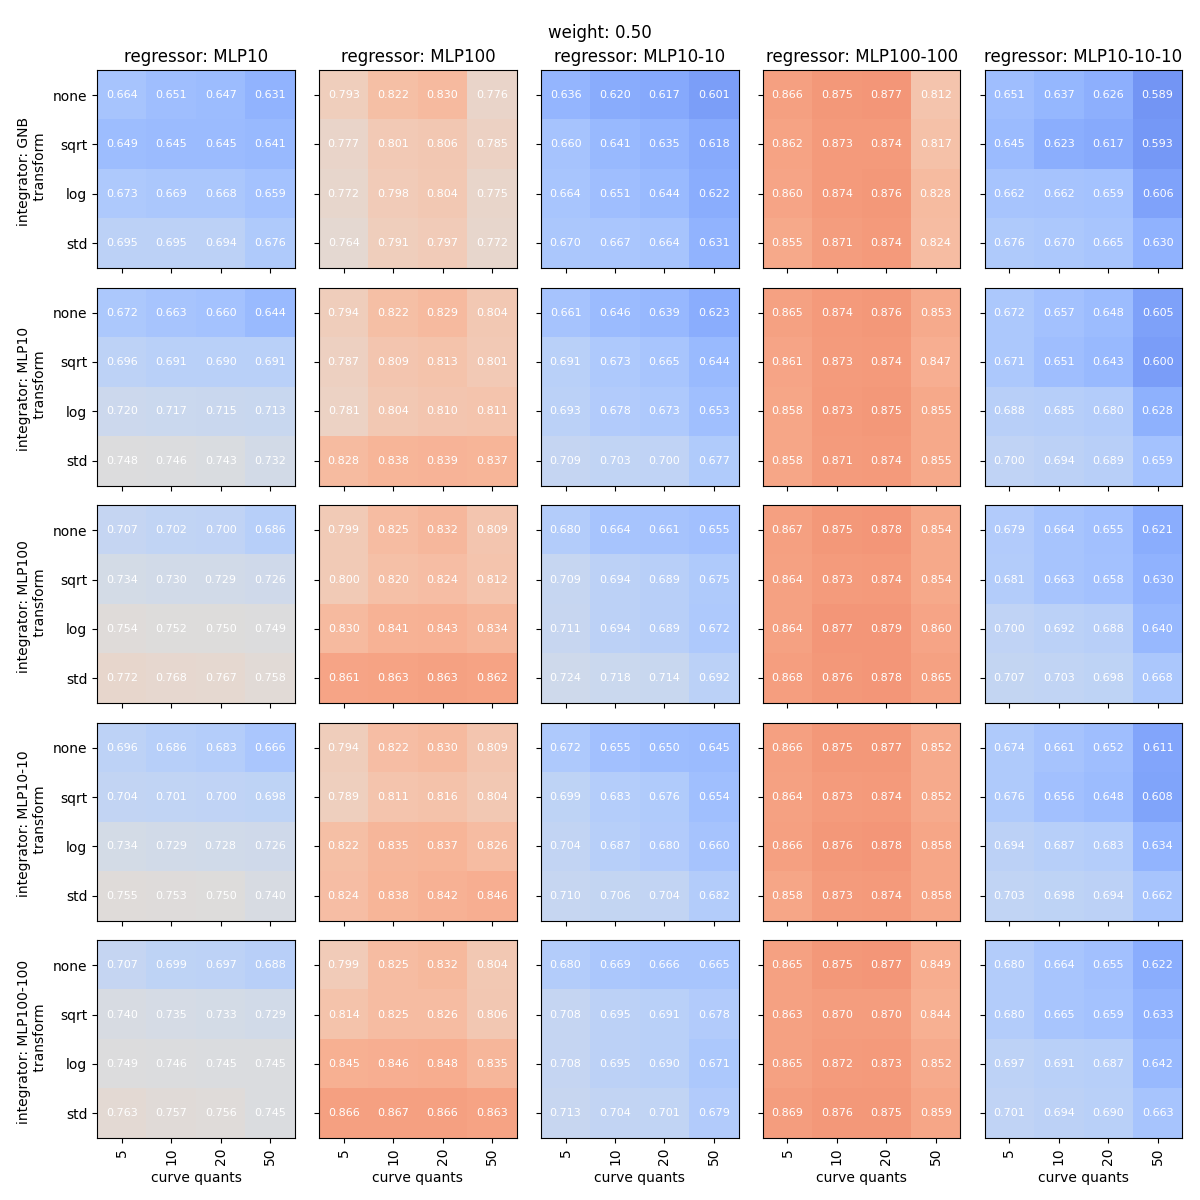 weight: 0.50
regressor: MLP10 regressor: MLP100 regressor: MLP10-10 regressor: MLP100-100 regressor: MLP10-10-10
integrator: GNB
transform
none 0.664 0.651 0.647 0.631 0.793 0.822 0.830 0.776 0.636 0.620 0.617 0.601 0.866 0.875 0.877 0.812 0.651 0.637 0.626 0.589
sqrt 0.649 0.645 0.645 0.641 0.777 0.801 0.806 0.785 0.660 0.641 0.635 0.618 0.862 0.873 0.874 0.817 0.645 0.623 0.617 0.593
log 0.673 0.669 0.668 0.659 0.772 0.798 0.804 0.775 0.664 0.651 0.644 0.622 0.860 0.874 0.876 0.828 0.662 0.662 0.659 0.606
std 0.695 0.695 0.694 0.676 0.764 0.791 0.797 0.772 0.670 0.667 0.664 0.631 0.855 0.871 0.874 0.824 0.676 0.670 0.665 0.630
integrator: MLP10
transform
none 0.672 0.663 0.660 0.644 0.794 0.822 0.829 0.804 0.661 0.646 0.639 0.623 0.865 0.874 0.876 0.853 0.672 0.657 0.648 0.605
sqrt 0.696 0.691 0.690 0.691 0.787 0.809 0.813 0.801 0.691 0.673 0.665 0.644 0.861 0.873 0.874 0.847 0.671 0.651 0.643 0.600
log 0.720 0.717 0.715 0.713 0.781 0.804 0.810 0.811 0.693 0.678 0.673 0.653 0.858 0.873 0.875 0.855 0.688 0.685 0.680 0.628
std 0.748 0.746 0.743 0.732 0.828 0.838 0.839 0.837 0.709 0.703 0.700 0.677 0.858 0.871 0.874 0.855 0.700 0.694 0.689 0.659
integrator: MLP100
transform
none 0.707 0.702 0.700 0.686 0.799 0.825 0.832 0.809 0.680 0.664 0.661 0.655 0.867 0.875 0.878 0.854 0.679 0.664 0.655 0.621
sqrt 0.734 0.730 0.729 0.726 0.800 0.820 0.824 0.812 0.709 0.694 0.689 0.675 0.864 0.873 0.874 0.854 0.681 0.663 0.658 0.630
log 0.754 0.752 0.750 0.749 0.830 0.841 0.843 0.834 0.711 0.694 0.689 0.672 0.864 0.877 0.879 0.860 0.700 0.692 0.688 0.640
std 0.772 0.768 0.767 0.758 0.861 0.863 0.863 0.862 0.724 0.718 0.714 0.692 0.868 0.876 0.878 0.865 0.707 0.703 0.698 0.668
integrator: MLP10-10
transform
none 0.696 0.686 0.683 0.666 0.794 0.822 0.830 0.809 0.672 0.655 0.650 0.645 0.866 0.875 0.877 0.852 0.674 0.661 0.652 0.611
sqrt 0.704 0.701 0.700 0.698 0.789 0.811 0.816 0.804 0.699 0.683 0.676 0.654 0.864 0.873 0.874 0.852 0.676 0.656 0.648 0.608
log 0.734 0.729 0.728 0.726 0.822 0.835 0.837 0.826 0.704 0.687 0.680 0.660 0.866 0.876 0.878 0.858 0.694 0.687 0.683 0.634
std 0.755 0.753 0.750 0.740 0.824 0.838 0.842 0.846 0.710 0.706 0.704 0.682 0.858 0.873 0.874 0.858 0.703 0.698 0.694 0.662
integrator: MLP100-100
transform
none 0.707 0.699 0.697 0.688 0.799 0.825 0.832 0.804 0.680 0.669 0.666 0.665 0.865 0.875 0.877 0.849 0.680 0.664 0.655 0.622
sqrt 0.740 0.735 0.733 0.729 0.814 0.825 0.826 0.806 0.708 0.695 0.691 0.678 0.863 0.870 0.870 0.844 0.680 0.665 0.659 0.633
log 0.749 0.746 0.745 0.745 0.845 0.846 0.848 0.835 0.708 0.695 0.690 0.671 0.865 0.872 0.873 0.852 0.697 0.691 0.687 0.642
std 0.763 0.757 0.756 0.745 0.866 0.867 0.866 0.863 0.713 0.704 0.701 0.679 0.869 0.876 0.875 0.859 0.701 0.694 0.690 0.663
5 10 20 50 5 10 20 50 5 10 20 50 5 10 20 50 5 10 20 50
curve quants curve quants curve quants curve quants curve quants